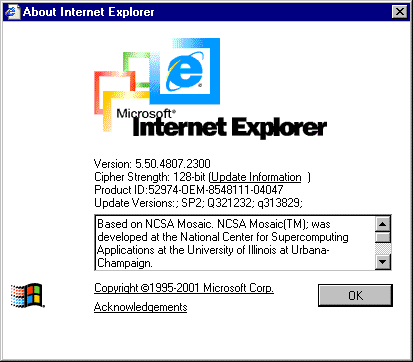 About Internet Explorer
Microsoft®
Internet Explorer
Version: 5.50.4807.2300
Cipher Strength: 128-bit (Update Information )
Product ID:52974-OEM-8548111-04047
Update Versions:; SP2; Q321232; q313829;
Based on NCSA Mosaic. NCSA Mosaic(TM); was
developed at the National Center for Supercomputing
Applications at the University of Illinois at Urbana-
Champaign.
Copyright ©1995-2001 Microsoft Corp.
OK
Acknowledgements